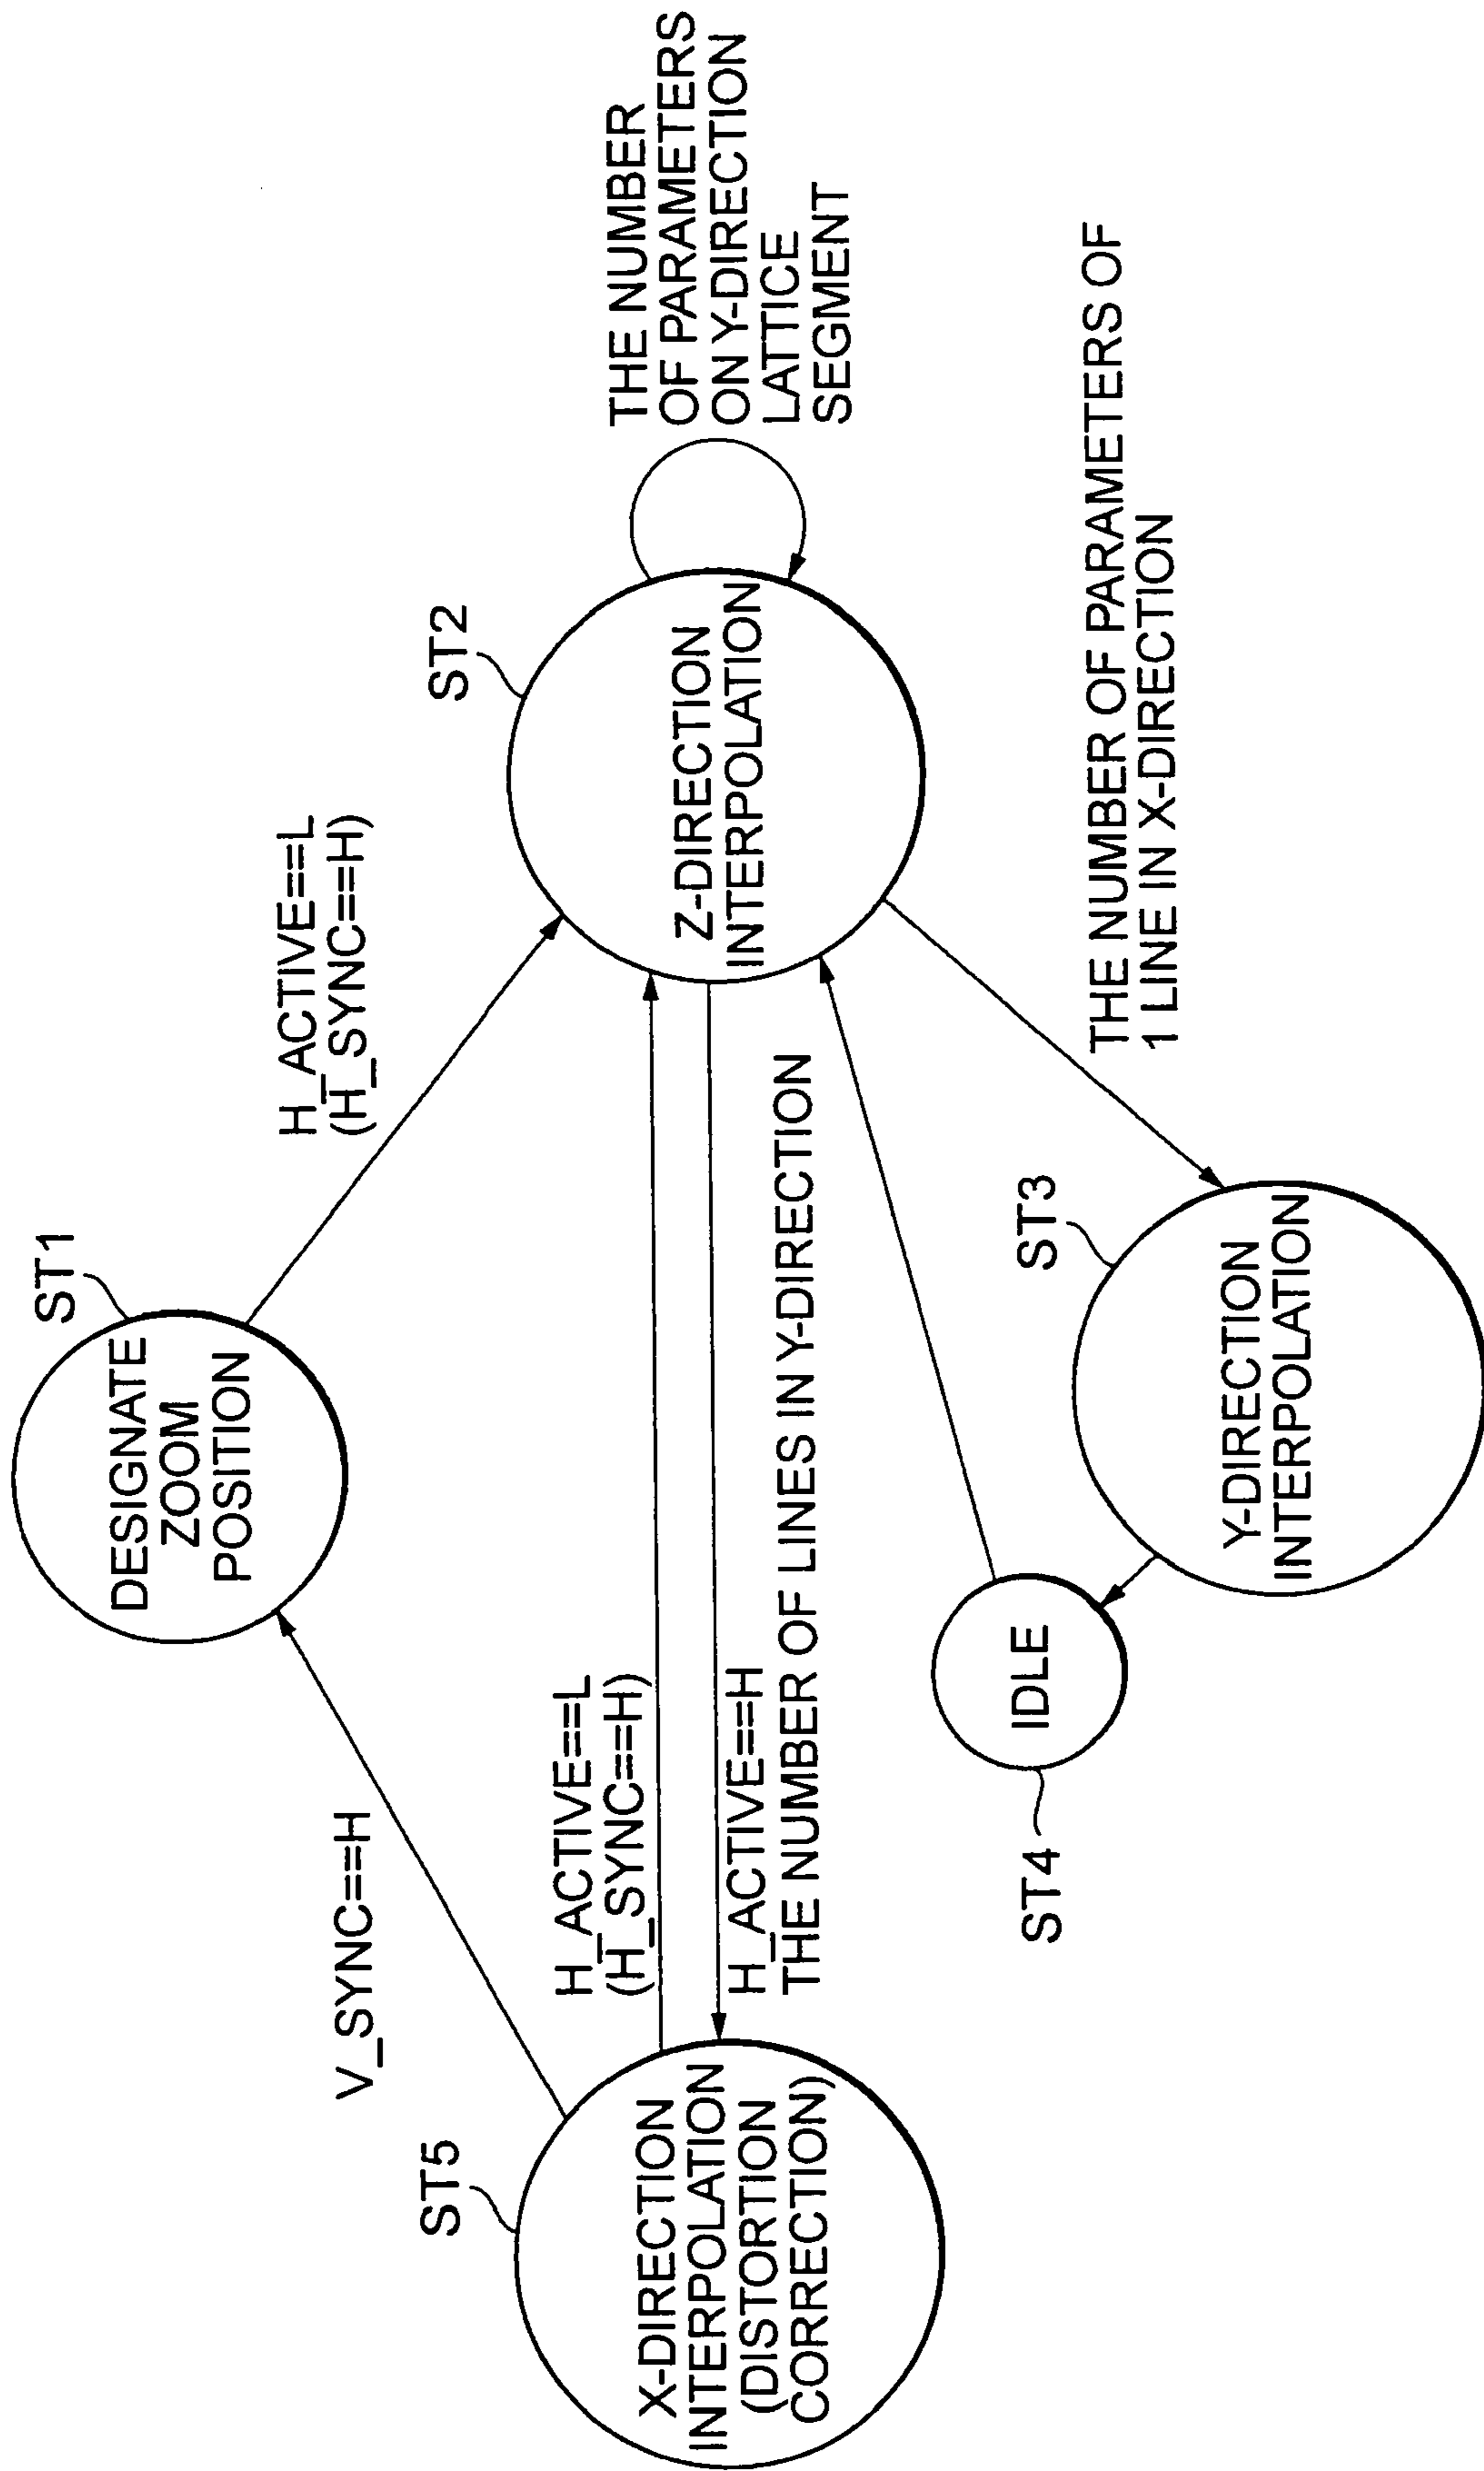 ST1
DESIGNATE
ZOOM
POSITION
V_SYNC==H
H_ACTIVE==L
(H_SYNC==H)
ST5
X-DIRECTION
INTERPOLATION
(DISTORTION
CORRECTION)
H_ACTIVE==L
(H_SYNC==H)
H_ACTIVE==H
THE NUMBER OF LINES IN Y-DIRECTION
ST2
Z-DIRECTION
INTERPOLATION
THE NUMBER
OF PARAMETERS
ON Y-DIRECTION
LATTICE
SEGMENT
ST4
IDLE
ST3
Y-DIRECTION
INTERPOLATION
THE NUMBER OF PARAMETERS OF
1 LINE IN X-DIRECTION